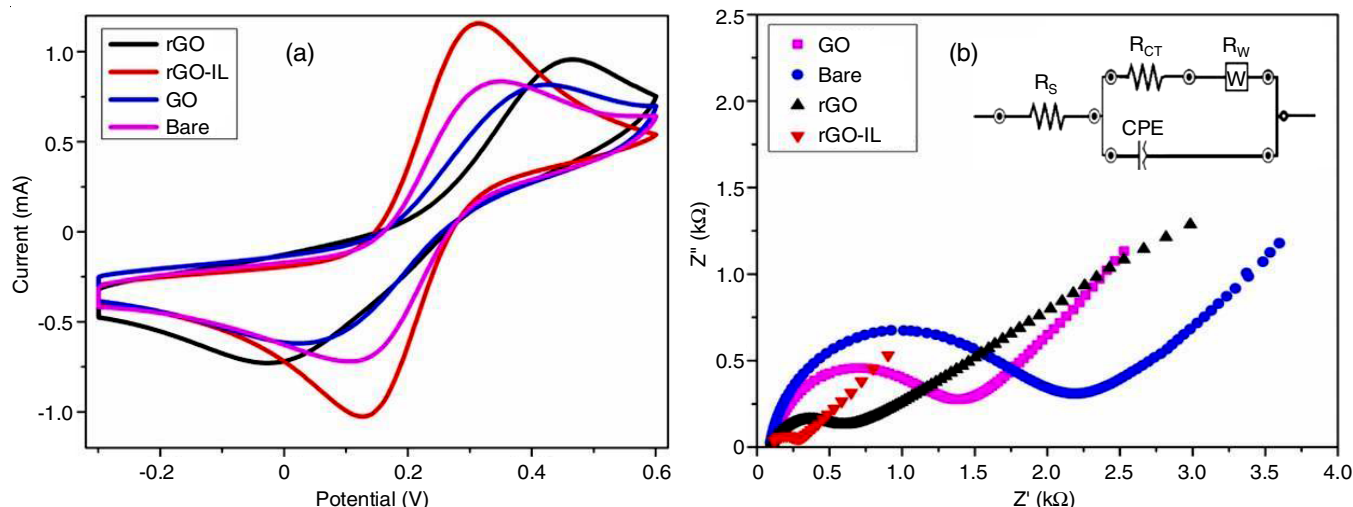 (a)
rGO
rGO-IL
GO
Bare
Current (mA)
1.0
0.5
0
-0.5
-1.0
-0.2
0
0.2
0.4
0.6
Potential (V)
(b)
GO
Bare
rGO
rGO-IL
R_S
R_CT
R_W
W
CPE
Z" (kΩ)
2.5
2.0
1.5
1.0
0.5
0
0
0.5
1.0
1.5
2.0
2.5
3.0
3.5
4.0
Z' (kΩ)